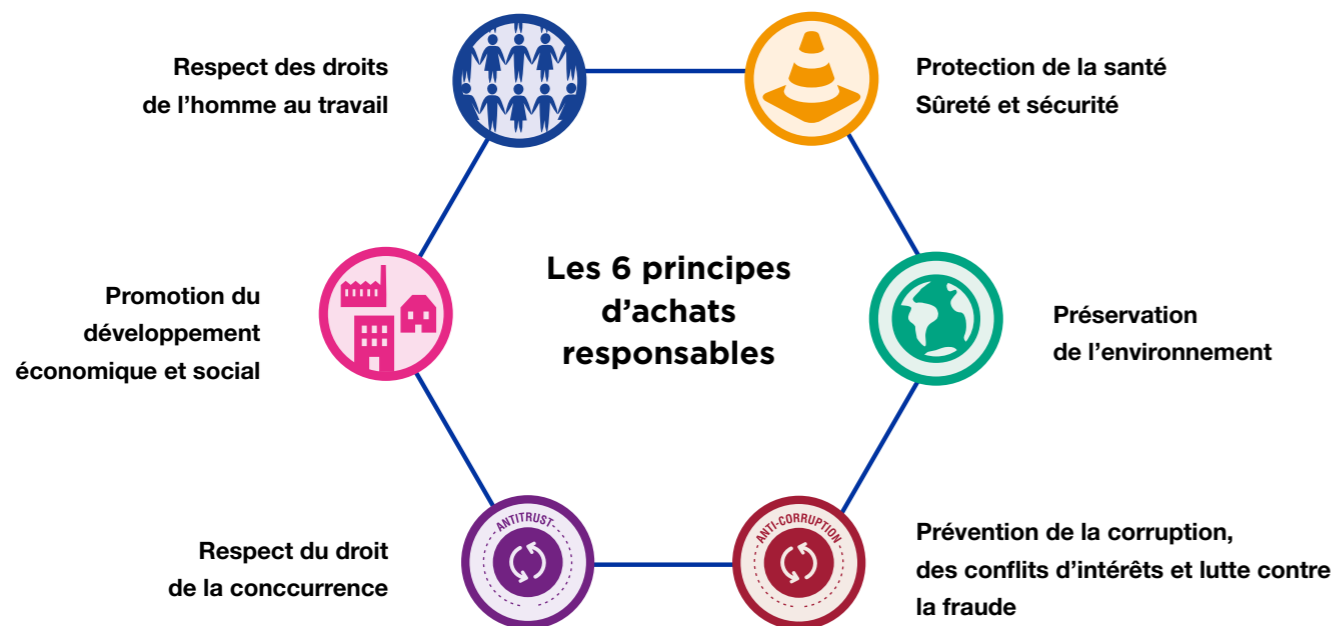 Respect des droits
de l’homme au travail
Protection de la santé
Sûreté et sécurité
Les 6 principes
d’achats
responsables
Promotion du
développement
économique et social
Préservation
de l’environnement
ANTITRUST
ANTI-CORRUPTION
Respect du droit
de la conccurrence
Prévention de la corruption,
des conflits d’intérêts et lutte contre
la fraude